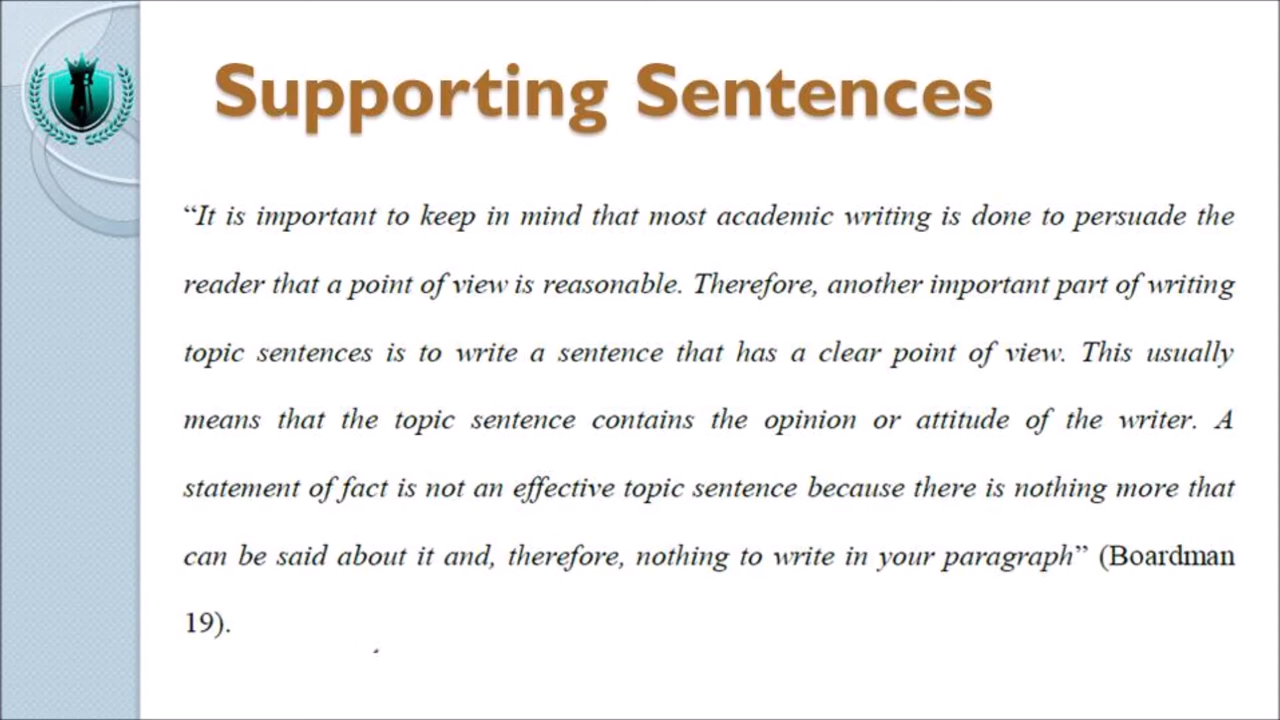 Supporting Sentences
“It is important to keep in mind that most academic writing is done to persuade the
reader that a point of view is reasonable. Therefore, another important part of writing
topic sentences is to write a sentence that has a clear point of view. This usually
means that the topic sentence contains the opinion or attitude of the writer. A
statement of fact is not an effective topic sentence because there is nothing more that
can be said about it and, therefore, nothing to write in your paragraph” (Boardman
19).